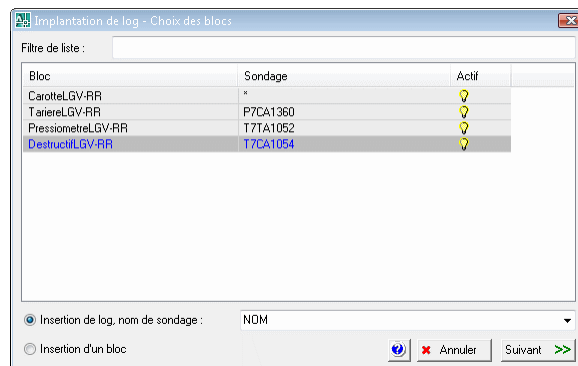 Implantation de log - Choix des blocs
Filtre de liste :
Bloc Sondage Actif
CarotteLGV-RR *
TariereLGV-RR P7CA1360
PressiometreLGV-RR T7TA1052
DestructifLGV-RR T7CA1054
Insertion de log, nom de sondage : NOM
Insertion d'un bloc Annuler Suivant >>